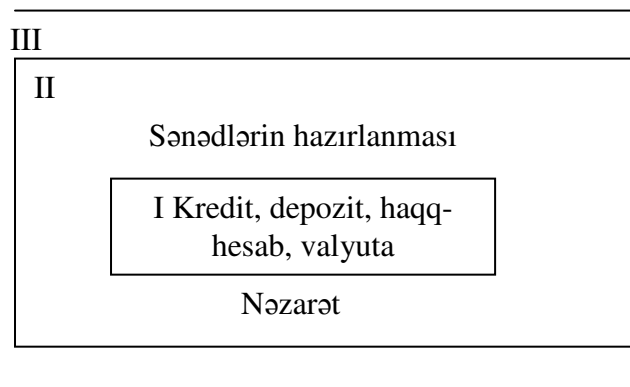 III
II
Sənədlərin hazırlanması
I Kredit, depozit, haqq-
hesab, valyuta
Nəzarət